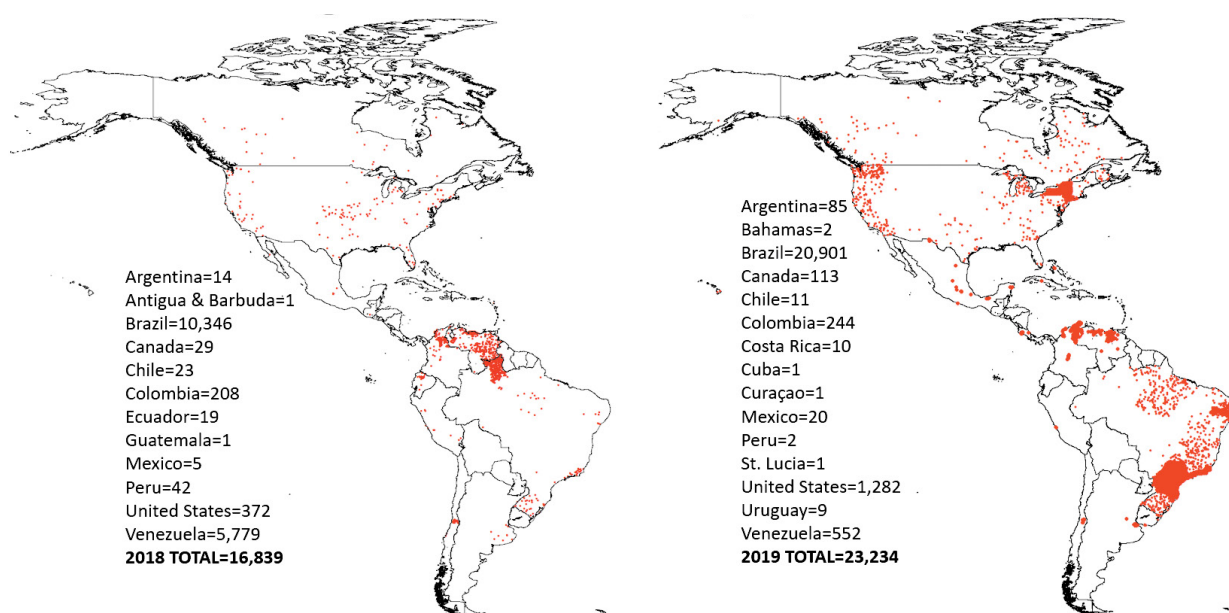 Argentina=14
Antigua & Barbuda=1
Brazil=10,346
Canada=29
Chile=23
Colombia=208
Ecuador=19
Guatemala=1
Mexico=5
Peru=42
United States=372
Venezuela=5,779
2018 TOTAL=16,839
Argentina=85
Bahamas=2
Brazil=20,901
Canada=113
Chile=11
Colombia=244
Costa Rica=10
Cuba=1
Curaçao=1
Mexico=20
Peru=2
St. Lucia=1
United States=1,282
Uruguay=9
Venezuela=552
2019 TOTAL=23,234